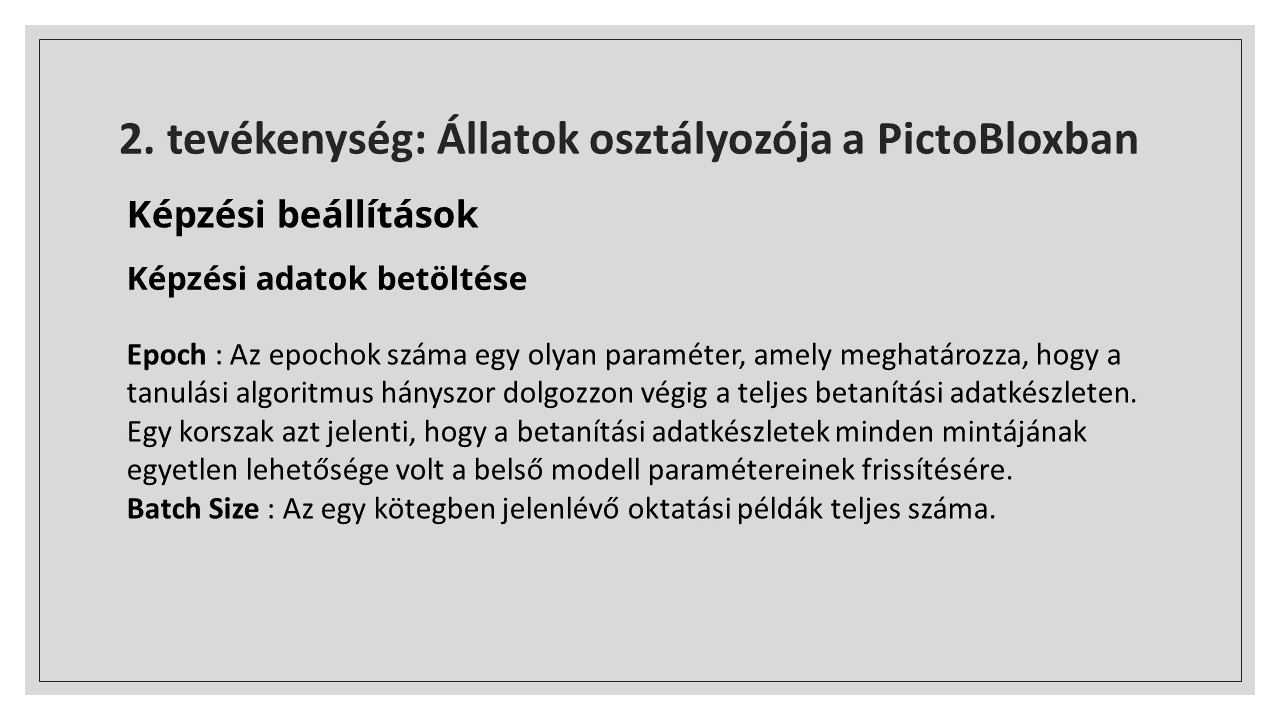 2. tevékenység: Állatok osztályozója a PictoBloxban
Képzési beállítások
Képzési adatok betöltése
Epoch : Az epochok száma egy olyan paraméter, amely meghatározza, hogy a
tanulási algoritmus hányszor dolgozzon végig a teljes betanítási adatkészleten.
Egy korszak azt jelenti, hogy a betanítási adatkészletek minden mintájának
egyetlen lehetősége volt a belső modell paramétereinek frissítésére.
Batch Size : Az egy kötegben jelenlévő oktatási példák teljes száma.